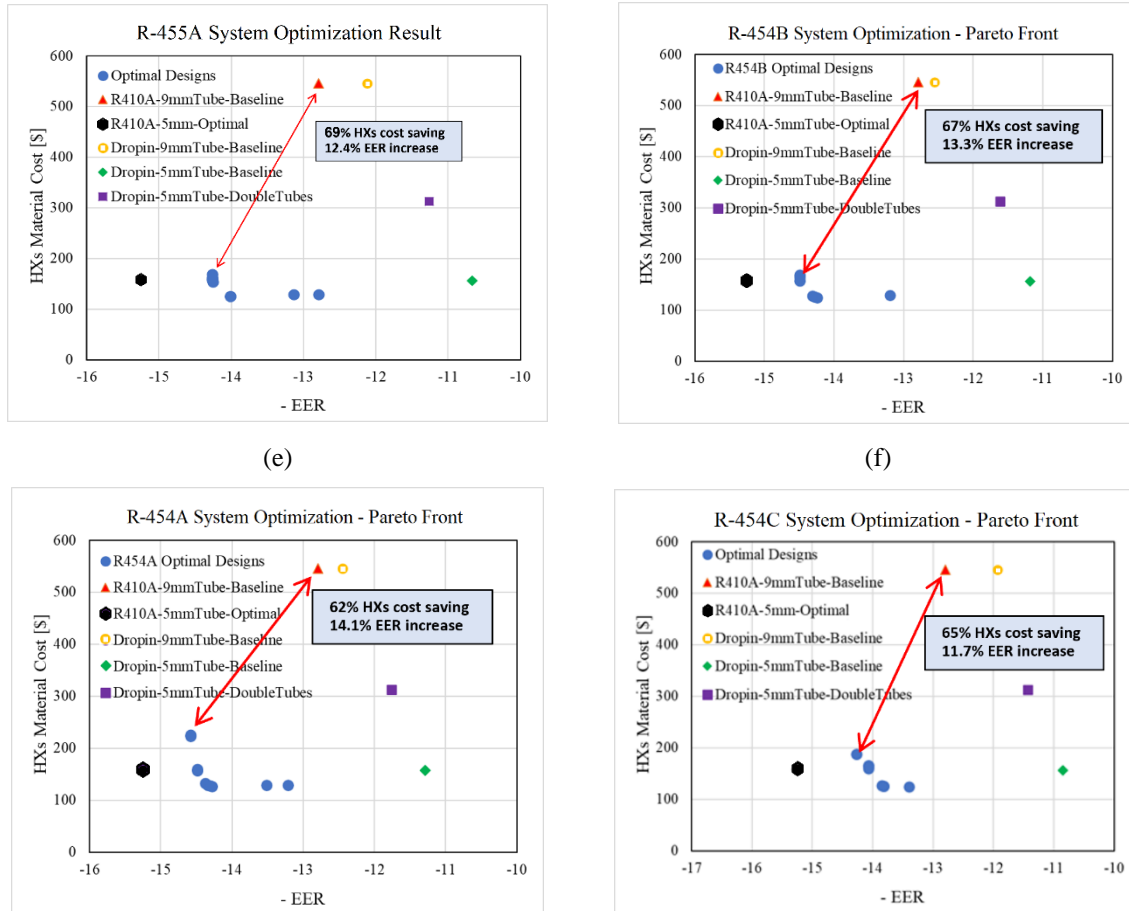 R-455A System Optimization Result
HXs Material Cost [$]
600
500
400
300
200
100
0
Optimal Designs
R410A-9mmTube-Baseline
R410A-5mm-Optimal
Dropin-9mmTube-Baseline
Dropin-5mmTube-Baseline
Dropin-5mmTube-DoubleTubes
69% HXs cost saving
12.4% EER increase
-16 -15 -14 -13 -12 -11 -10
- EER
(e)
R-454B System Optimization - Pareto Front
HXs Material Cost [$]
600
500
400
300
200
100
0
R454B Optimal Designs
R410A-9mmTube-Baseline
R410A-5mmTube-Optimal
Dropin-9mmTube-Baseline
Dropin-5mmTube-Baseline
Dropin-5mmTube-DoubleTubes
67% HXs cost saving
13.3% EER increase
-16 -15 -14 -13 -12 -11 -10
- EER
(f)
R-454A System Optimization - Pareto Front
HXs Material Cost [$]
600
500
400
300
200
100
0
R454A Optimal Designs
R410A-9mmTube-Baseline
R410A-5mmTube-Optimal
Dropin-9mmTube-Baseline
Dropin-5mmTube-Baseline
Dropin-5mmTube-DoubleTubes
62% HXs cost saving
14.1% EER increase
-16 -15 -14 -13 -12 -11 -10
- EER
R-454C System Optimization - Pareto Front
HXs Material Cost [$]
600
500
400
300
200
100
0
Optimal Designs
R410A-9mmTube-Baseline
R410A-5mm-Optimal
Dropin-9mmTube-Baseline
Dropin-5mmTube-Baseline
Dropin-5mmTube-DoubleTubes
65% HXs cost saving
11.7% EER increase
-17 -16 -15 -14 -13 -12 -11 -10
- EER